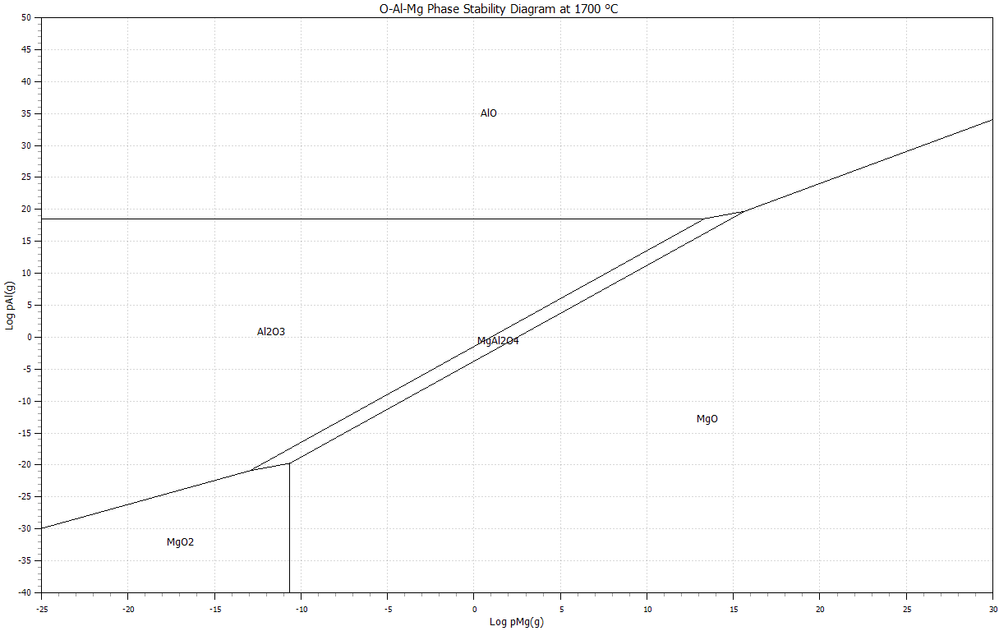 O-Al-Mg Phase Stability Diagram at 1700 °C
50
45
40
35
30
25
20
15
10
5
0
-5
-10
-15
-20
-25
-30
-35
-40
Log pAl(g)
AlO
Al2O3
MgAl2O4
MgO
MgO2
-25 -20 -15 -10 -5 0 5 10 15 20 25 30
Log pMg(g)